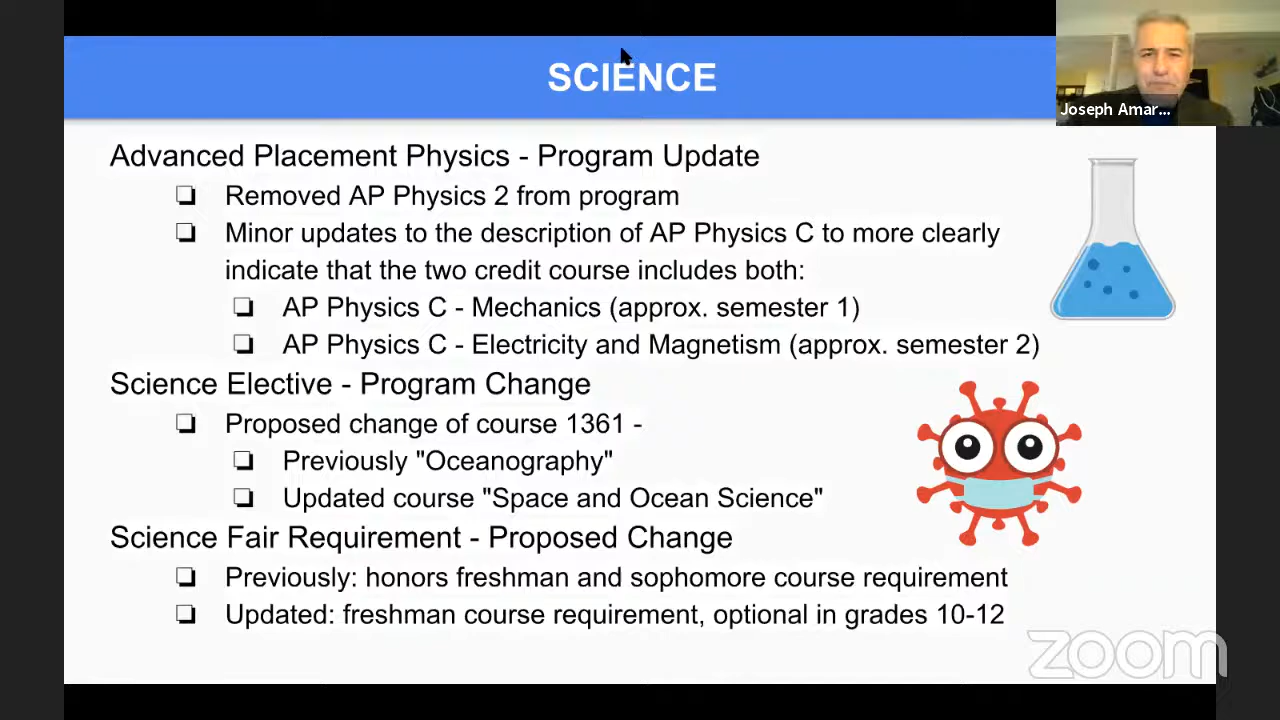 SCIENCE
Joseph Amar...
Advanced Placement Physics - Program Update
Removed AP Physics 2 from program
Minor updates to the description of AP Physics C to more clearly
indicate that the two credit course includes both:
AP Physics C - Mechanics (approx. semester 1)
AP Physics C - Electricity and Magnetism (approx. semester 2)
Science Elective - Program Change
Proposed change of course 1361 -
Previously "Oceanography"
Updated course "Space and Ocean Science"
Science Fair Requirement - Proposed Change
Previously: honors freshman and sophomore course requirement
Updated: freshman course requirement, optional in grades 10-12
zoom